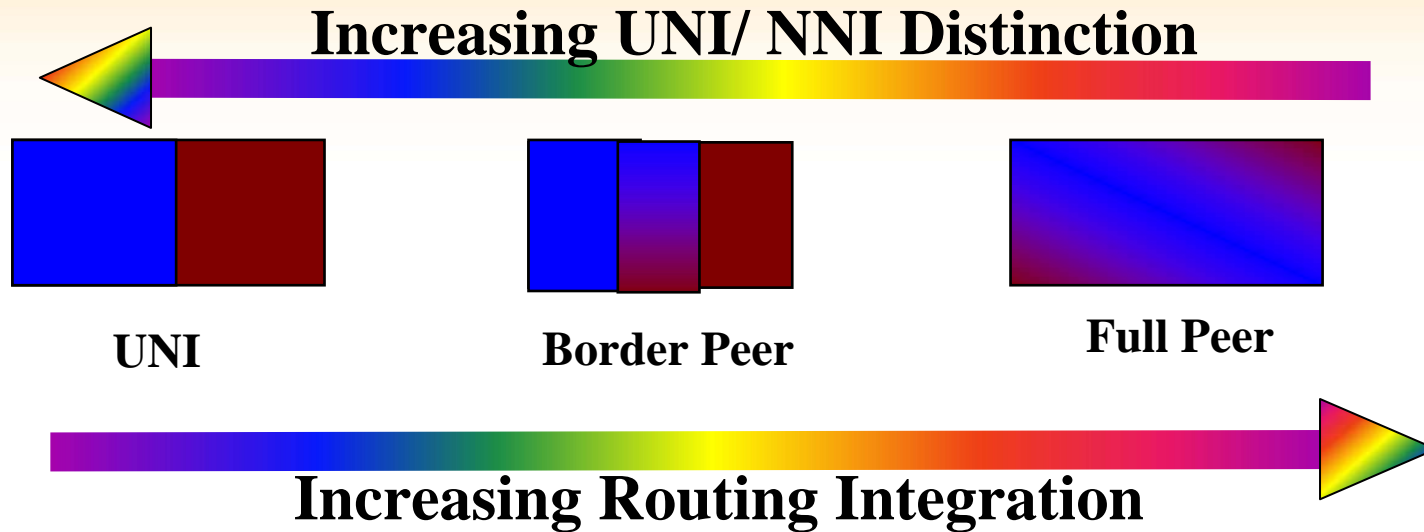 Increasing UNI/ NNI Distinction
UNI
Border Peer
Full Peer
Increasing Routing Integration